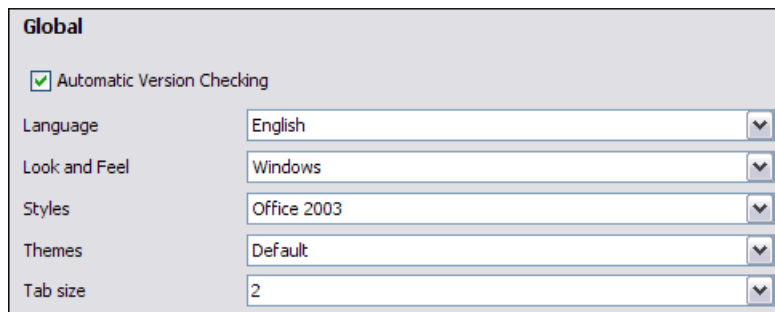 Global
Automatic Version Checking
Language English
Look and Feel Windows
Styles Office 2003
Themes Default
Tab size 2